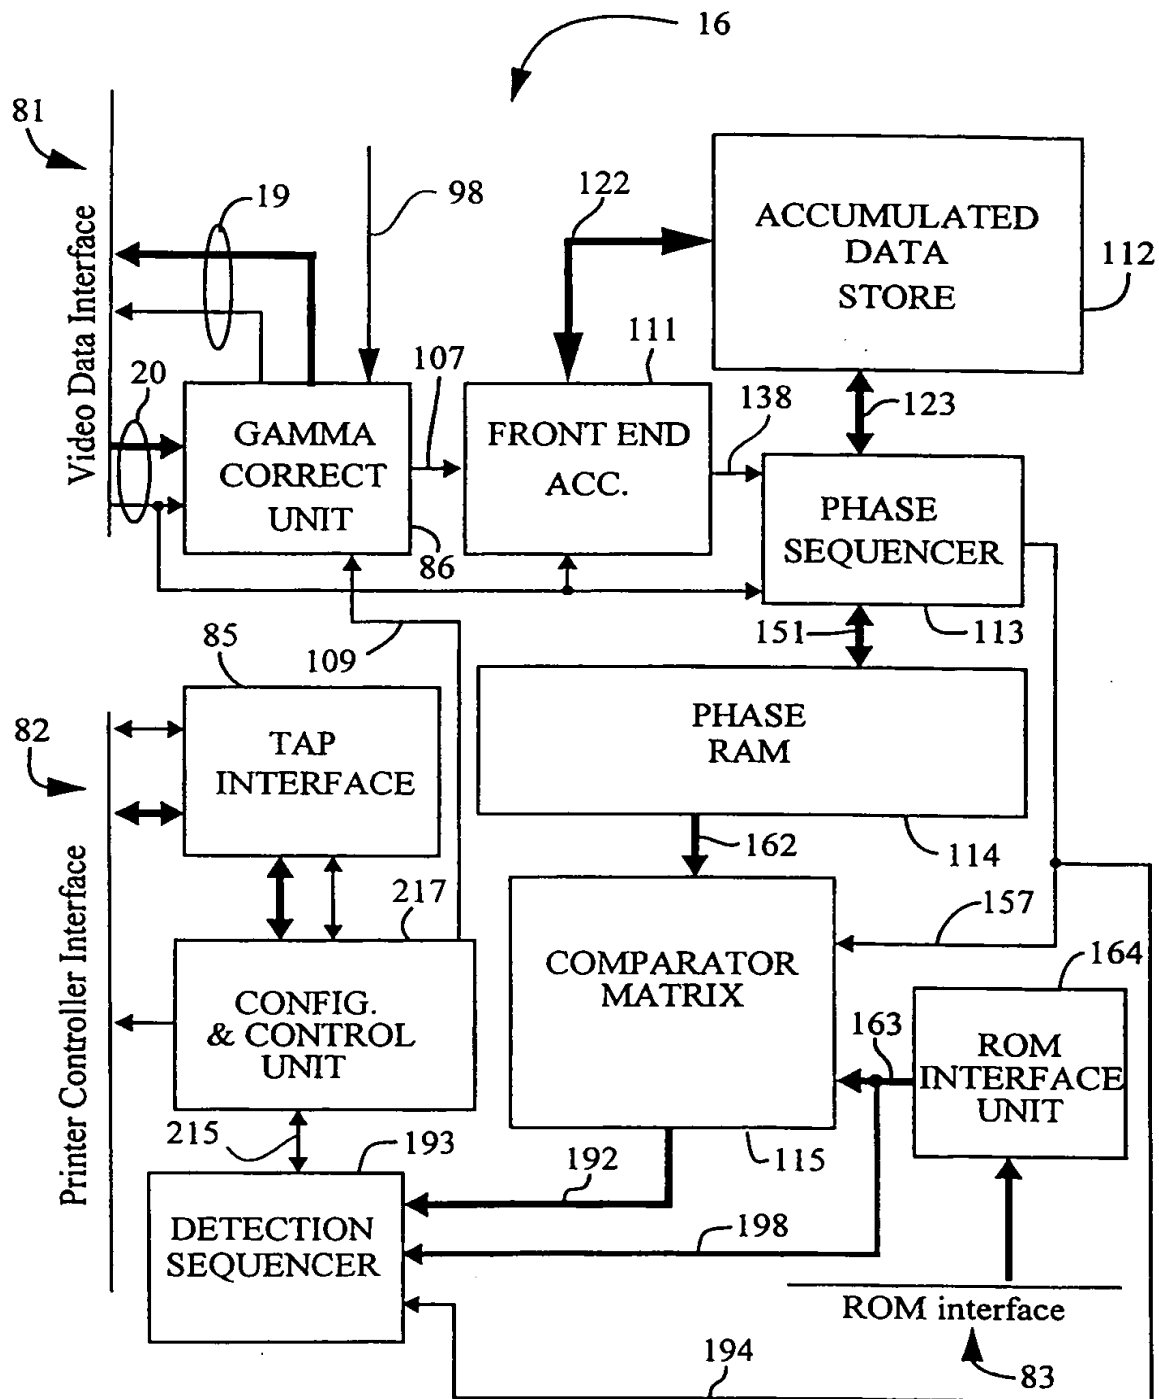 16
81
19
98
122
ACCUMULATED
DATA
STORE
112
Video Data Interface
20
107
111
138
123
GAMMA
CORRECT
UNIT
86
FRONT END
ACC.
PHASE
SEQUENCER
113
151
109
85
TAP
INTERFACE
PHASE
RAM
114
162
82
Printer Controller Interface
217
CONFIG.
& CONTROL
UNIT
COMPARATOR
MATRIX
115
157
164
163
ROM
INTERFACE
UNIT
215
193
192
DETECTION
SEQUENCER
198
ROM interface
83
194